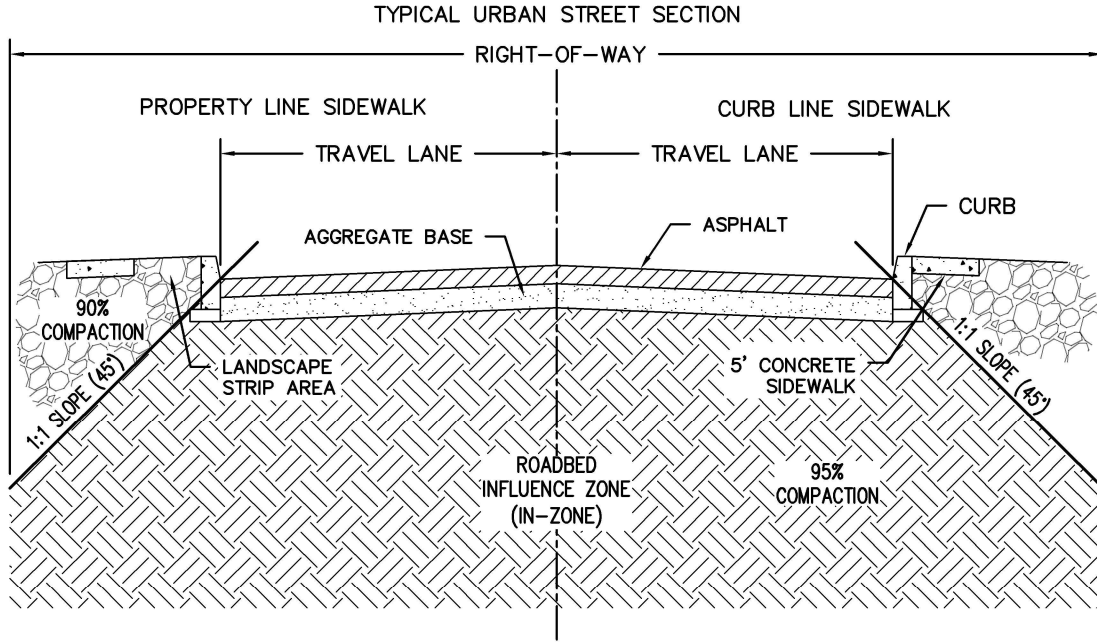 TYPICAL URBAN STREET SECTION
RIGHT-OF-WAY
PROPERTY LINE SIDEWALK
CURB LINE SIDEWALK
TRAVEL LANE
TRAVEL LANE
CURB
ASPHALT
AGGREGATE BASE
90%
COMPACTION
LANDSCAPE
STRIP AREA
5' CONCRETE
SIDEWALK
1:1 SLOPE (45°)
1:1 SLOPE (45°)
ROADBED
INFLUENCE ZONE
(IN-ZONE)
95%
COMPACTION